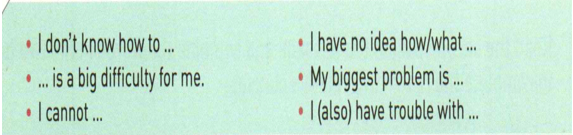 • I don't know how to ...
• ... is a big difficulty for me.
• I cannot ...
• I have no idea how/what ...
• My biggest problem is ...
• I (also) have trouble with ...